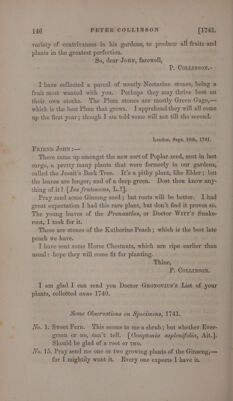 146 PETER COLLINSON [1741.
variety of contrivances in his gardens, to produce all fruits and
plants in the greatest perfection.
So, dear John, farewell,
P. Collinson.
I have collected a parcel of mostly Nectarine stones, being a
fruit most wanted with you. Perhaps they may thrive best on
their own stocks. The Plum stones are mostly Green Gage,—
which is the best Plum that grows. I apprehend they will all come
up the first year; though I am told some will not till the second.
London, Sept. 16th, 1741.
Friend John:—
There came up amongst the new sort of Poplar seed, sent in last
cargo, a pretty many plants that were formerly in our gardens,
called the Jesuit's Bark Tree. It's a pithy plant, like Elder; but
the leaves are longer, and of a deep green. Dost thou know any-
thing of it? [Iva frutescens, L.?].
Pray send some Ginseng seed; but roots will be better. I had
great expectation I had this rare plant, but don't find it proves so.
The young leaves of the Prenanthes, or Doctor Witt's Snake-
root, I took for it.
These are stones of the Katherine Peach; which is the best late
peach we have.
I have sent some Horse Chestnuts, which are ripe earlier than
usual: hope they will come fit for planting.
Thine,
P. Collinson.
I am glad I can send you Doctor Gronovius's List of your
plants, collected anno 1740.
Some Observations on Specimens, 1741.
No. 1. Sweet Fern. This seems to me a shrub; but whether Ever-
green or no, can't tell. [Comptonia asplenifolia, Ait.].
Should be glad of a root or two.
No. 15. Pray send me one or two growing plants of the Ginseng,—
for I mightily want it. Every one expects I have it.